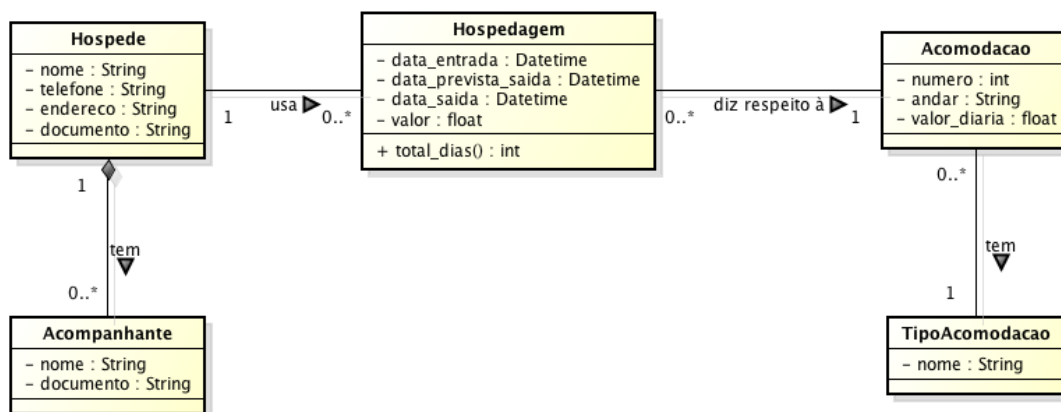 Hospede
- nome : String
- telefone : String
- endereco : String
- documento : String
1
usa
0..*
Hospedagem
- data_entrada : Datetime
- data_prevista_saida : Datetime
- data_saida : Datetime
- valor : float
+ total_dias() : int
0..*
diz respeito à
1
Acomodacao
- numero : int
- andar : String
- valor_diaria : float
1
tem
0..*
0..*
tem
1
Acompanhante
- nome : String
- documento : String
TipoAcomodacao
- nome : String